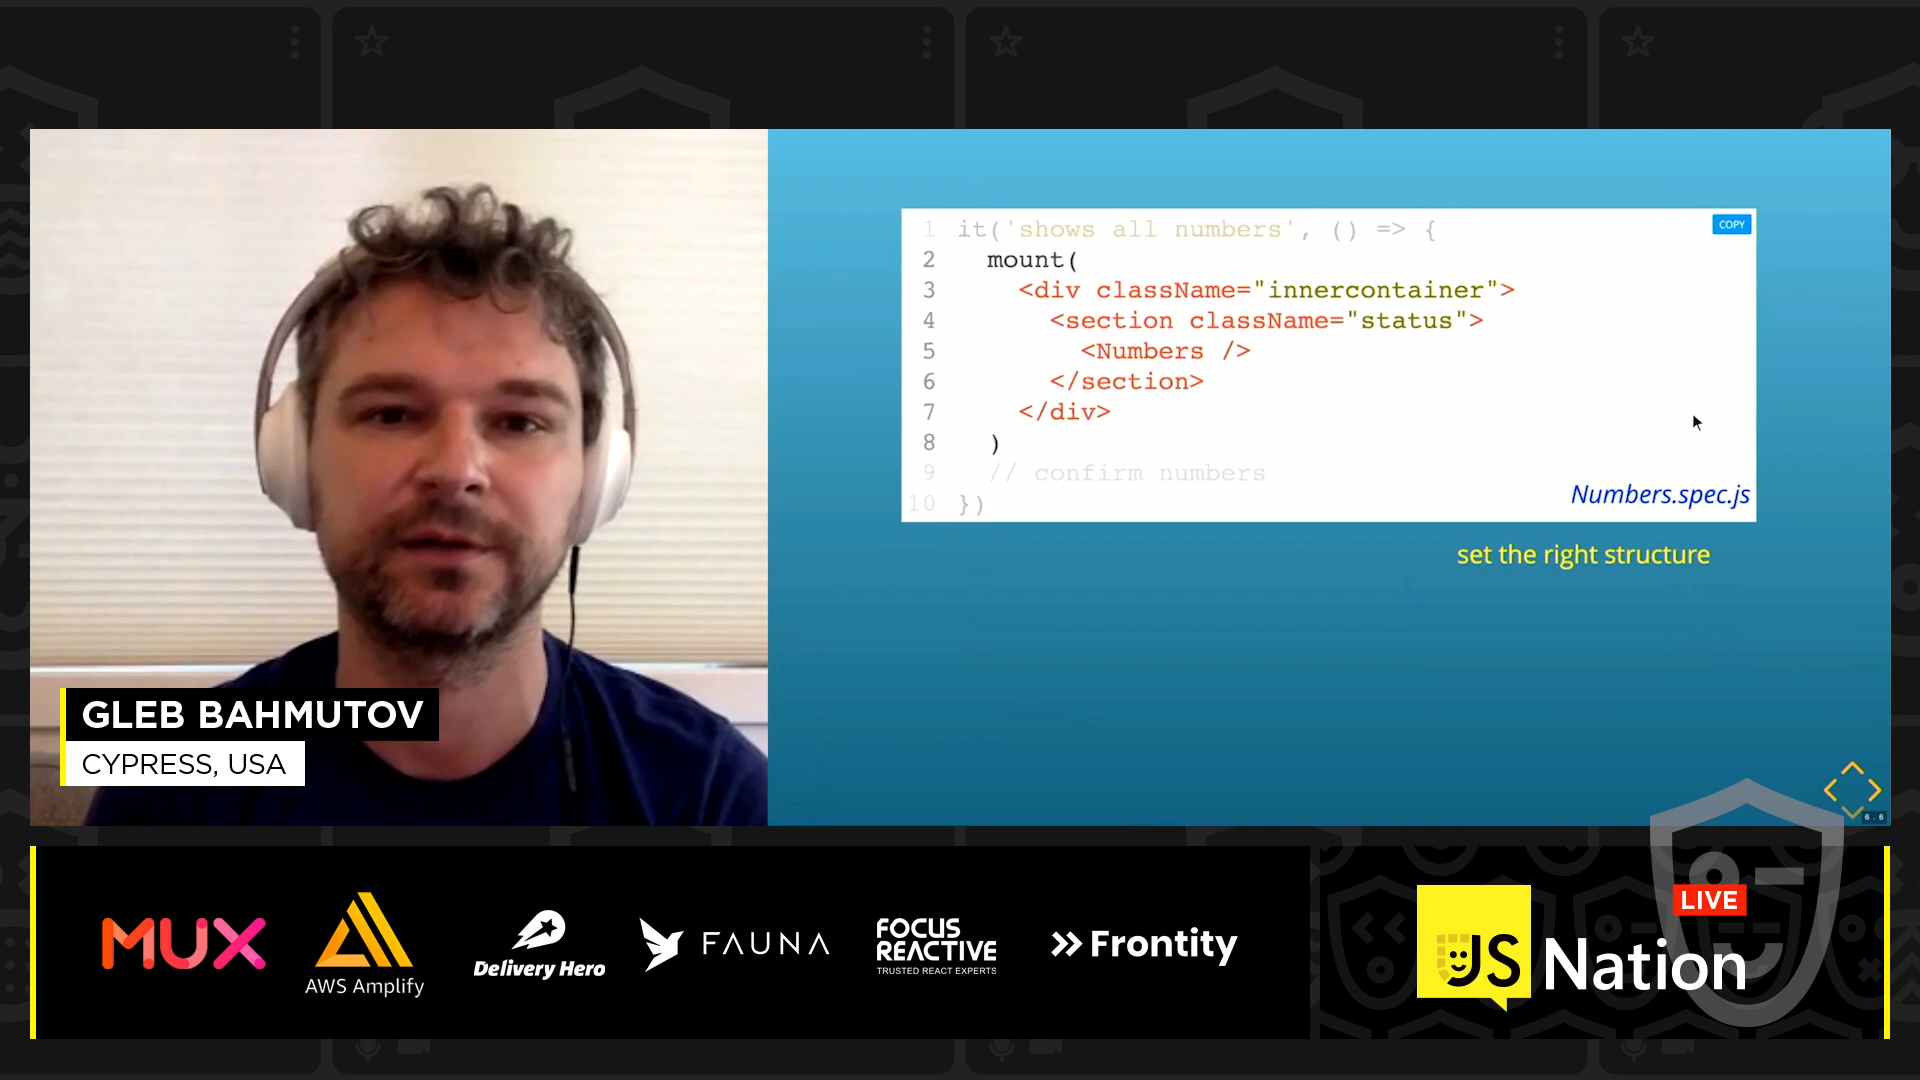 1 it('shows all numbers', () => {
COPY
2 mount(
3 <div className="innercontainer">
4 <section className="status">
5 <Numbers />
6 </section>
7 </div>
8 )
9 // confirm numbers
10 })
Numbers.spec.js
set the right structure
GLEB BAHMUTOV
CYPRESS, USA
6.6
MUX
AWS Amplify
Delivery Hero
FAUNA
FOCUS
REACTIVE
TRUSTED REACT EXPERTS
Frontity
LIVE
JS Nation